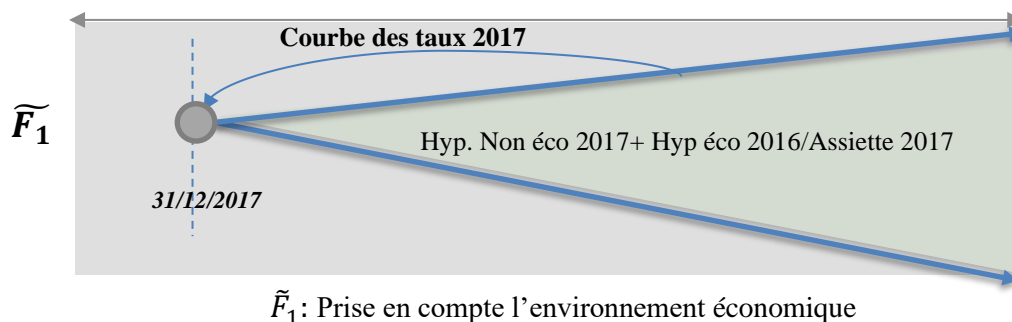 Courbe des taux 2017
F̃₁
Hyp. Non éco 2017+ Hyp éco 2016/Assiette 2017
31/12/2017
F̃₁: Prise en compte l’environnement économique